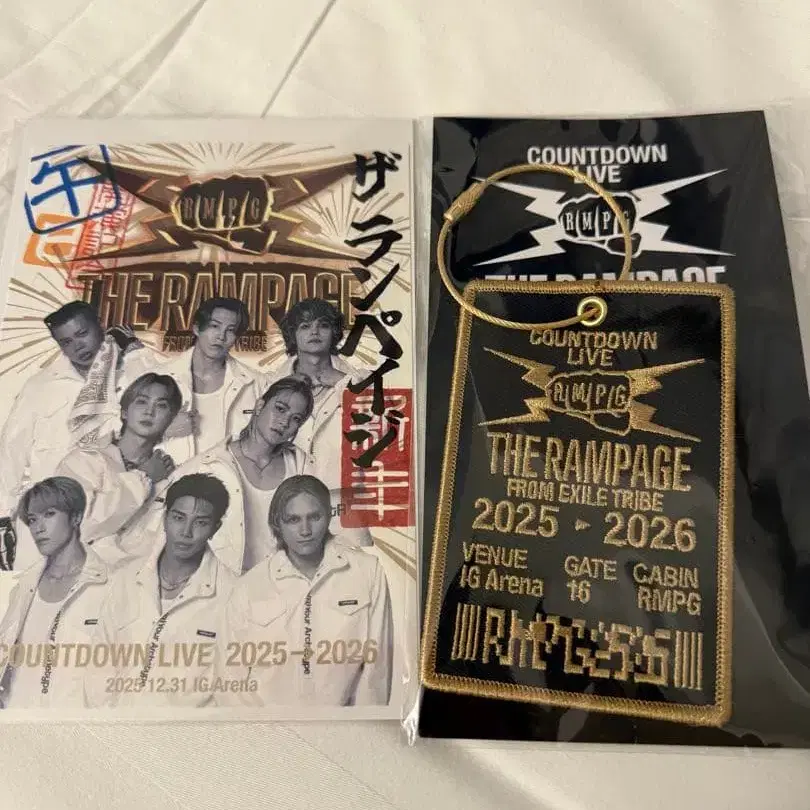 午
ザ・ランペイジ
RMPG
THE RAMPAGE
FROM EXILE TRIBE
COUNTDOWN LIVE 2025→2026
2025.12.31 IG Arena
COUNTDOWN
LIVE
RMPG
THE RAMPAGE
COUNTDOWN
LIVE
R/M/P/G
THE RAMPAGE
FROM EXILE TRIBE
2025 ▸ 2026
VENUE
IG Arena
GATE
16
CABIN
RMPG